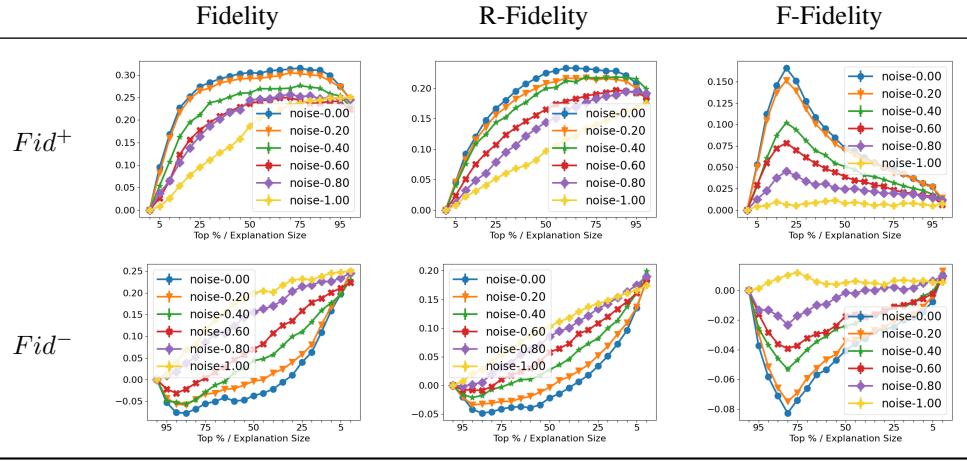 Fidelity R-Fidelity F-Fidelity
Fid+
0.30
0.25
0.20
0.15
0.10
0.05
0.00
noise-0.00
noise-0.20
noise-0.40
noise-0.60
noise-0.80
noise-1.00
5 25 50 75 95
Top % / Explanation Size
0.20
0.15
0.10
0.05
0.00
noise-0.00
noise-0.20
noise-0.40
noise-0.60
noise-0.80
noise-1.00
5 25 50 75 95
Top % / Explanation Size
0.150
0.125
0.100
0.075
0.050
0.025
0.000
noise-0.00
noise-0.20
noise-0.40
noise-0.60
noise-0.80
noise-1.00
5 25 50 75 95
Top % / Explanation Size
Fid−
0.25
0.20
0.15
0.10
0.05
0.00
−0.05
noise-0.00
noise-0.20
noise-0.40
noise-0.60
noise-0.80
noise-1.00
95 75 50 25 5
Top % / Explanation Size
0.20
0.15
0.10
0.05
0.00
−0.05
noise-0.00
noise-0.20
noise-0.40
noise-0.60
noise-0.80
noise-1.00
95 75 50 25 5
Top % / Explanation Size
0.00
−0.02
−0.04
−0.06
−0.08
noise-0.00
noise-0.20
noise-0.40
noise-0.60
noise-0.80
noise-1.00
95 75 50 25 5
Top % / Explanation Size